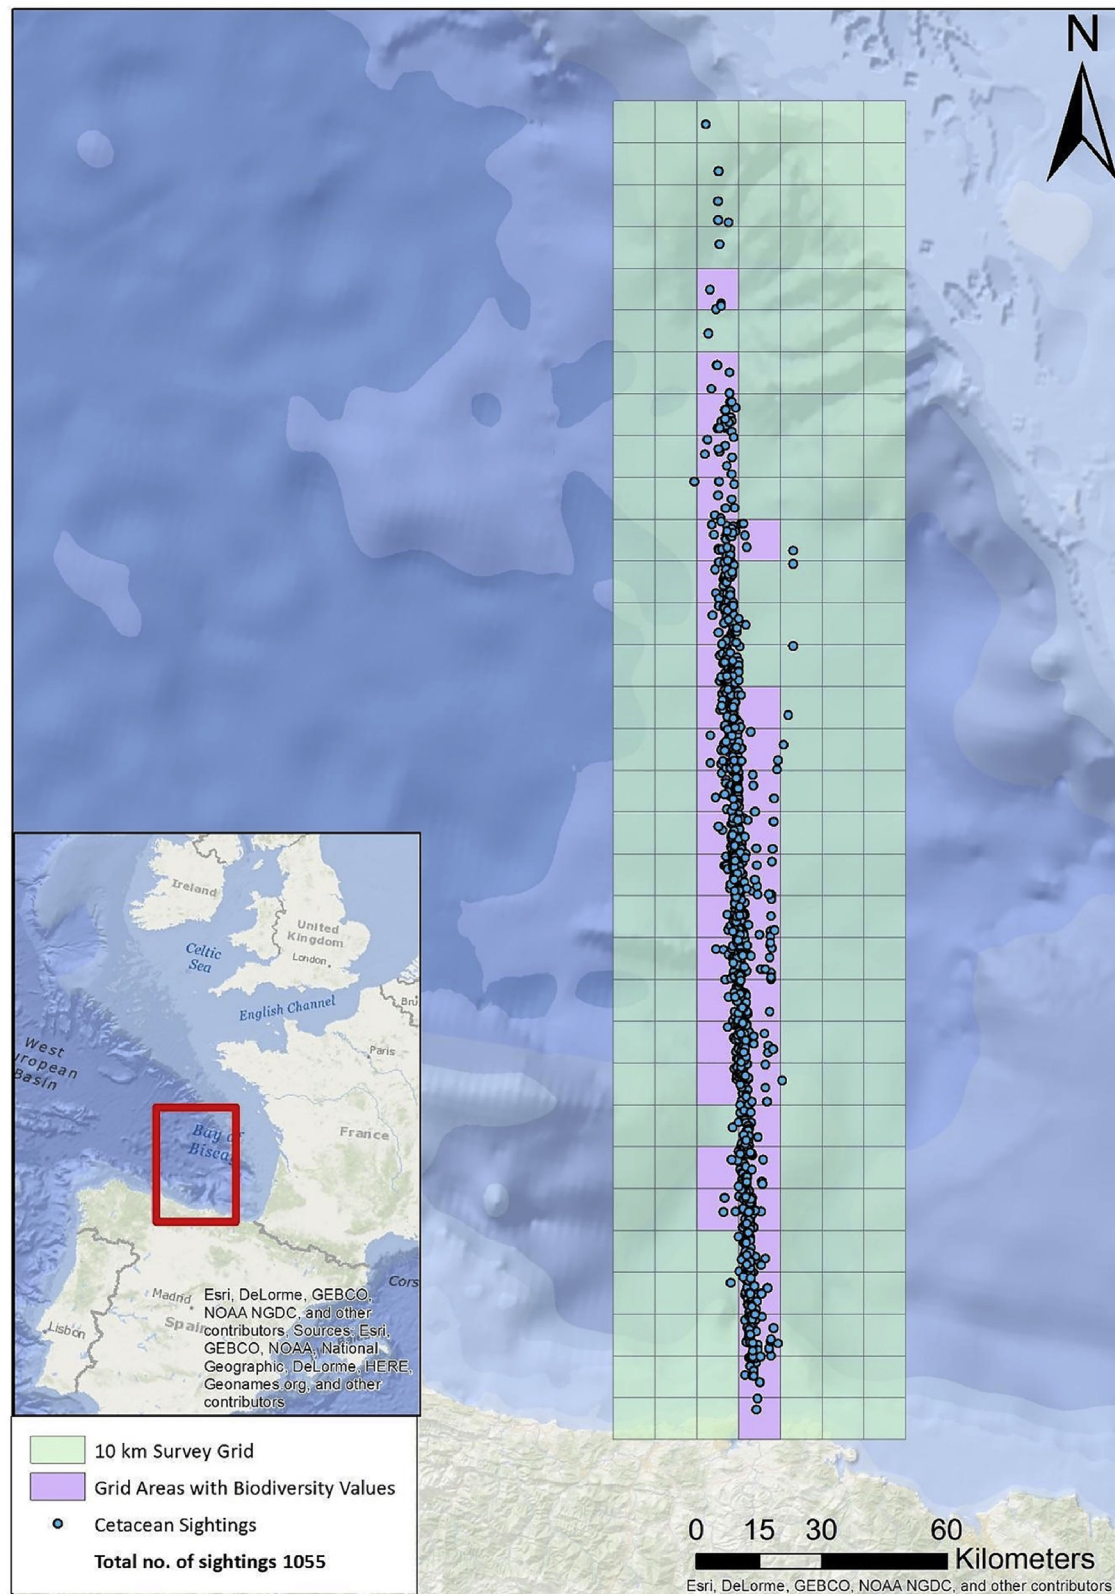 N
Ireland
United
Kingdom
London
Celtic
Sea
English Channel
Bru
West
European
Basin
Paris
France
Bay of
Biscay
Madrid
Spain
Lisbon
Cors
Esri, DeLorme, GEBCO,
NOAA NGDC, and other
contributors, Sources: Esri,
GEBCO, NOAA, National
Geographic, DeLorme, HERE,
Geonames.org, and other
contributors
10 km Survey Grid
Grid Areas with Biodiversity Values
Cetacean Sightings
Total no. of sightings 1055
0 15 30 60
Kilometers
Esri, DeLorme, GEBCO, NOAA NGDC, and other contributors